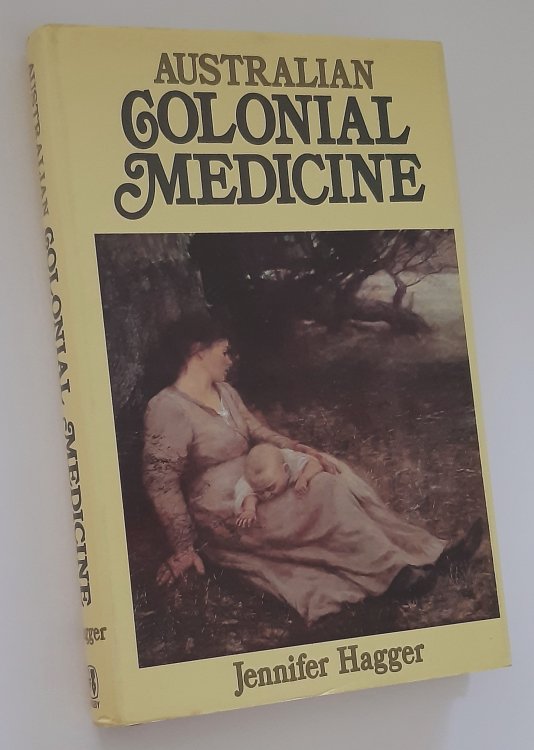 AUSTRALIAN
COLONIAL
MEDICINE
Jennifer Hagger
AUSTRALIAN COLONIAL MEDICINE